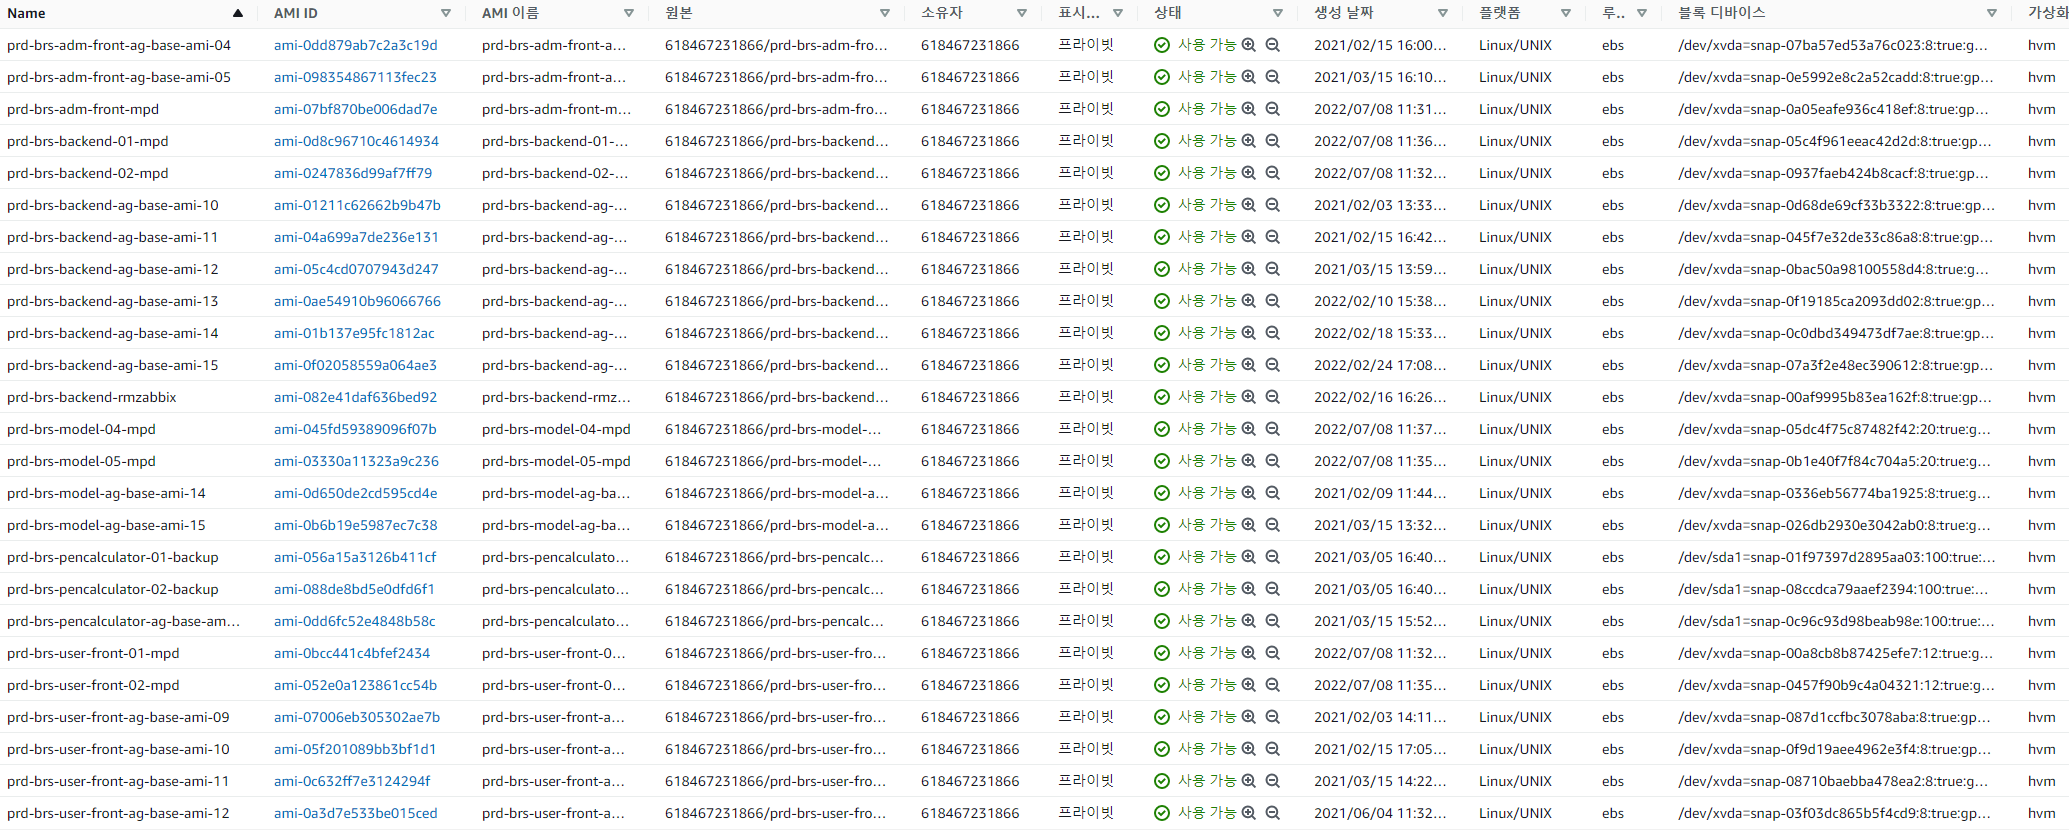 Name AMI ID AMI 이름 원본 소유자 표시... 상태 생성 날짜 플랫폼 루.. 블록 디바이스 가상화
prd-brs-adm-front-ag-base-ami-04 ami-0dd879ab7c2a3c19d prd-brs-adm-front-a... 618467231866/prd-brs-adm-fro... 618467231866 프라이빗 사용 가능 2021/02/15 16:00... Linux/UNIX ebs /dev/xvda=snap-07ba57ed53a76c023:8:true:g... hvm
prd-brs-adm-front-ag-base-ami-05 ami-098354867113fec23 prd-brs-adm-front-a... 618467231866/prd-brs-adm-fro... 618467231866 프라이빗 사용 가능 2021/03/15 16:10... Linux/UNIX ebs /dev/xvda=snap-0e5992e8c2a52cadd:8:true:gp... hvm
prd-brs-adm-front-mpd ami-07bf870be006dad7e prd-brs-adm-front-m... 618467231866/prd-brs-adm-fro... 618467231866 프라이빗 사용 가능 2022/07/08 11:31... Linux/UNIX ebs /dev/xvda=snap-0a05eafe936c418ef:8:true:gp... hvm
prd-brs-backend-01-mpd ami-0d8c96710c4614934 prd-brs-backend-01-... 618467231866/prd-brs-backend... 618467231866 프라이빗 사용 가능 2022/07/08 11:36... Linux/UNIX ebs /dev/xvda=snap-05c4f961eeac42d2d:8:true:gp... hvm
prd-brs-backend-02-mpd ami-0247836d99af7ff79 prd-brs-backend-02-... 618467231866/prd-brs-backend... 618467231866 프라이빗 사용 가능 2022/07/08 11:32... Linux/UNIX ebs /dev/xvda=snap-0937faeb424b8cacf:8:true:gp... hvm
prd-brs-backend-ag-base-ami-10 ami-01211c62662b9b47b prd-brs-backend-ag-... 618467231866/prd-brs-backend... 618467231866 프라이빗 사용 가능 2021/02/03 13:33... Linux/UNIX ebs /dev/xvda=snap-0d68de69cf33b3322:8:true:gp... hvm
prd-brs-backend-ag-base-ami-11 ami-04a699a7de236e131 prd-brs-backend-ag-... 618467231866/prd-brs-backend... 618467231866 프라이빗 사용 가능 2021/02/15 16:42... Linux/UNIX ebs /dev/xvda=snap-045f7e32de33c86a8:8:true:gp... hvm
prd-brs-backend-ag-base-ami-12 ami-05c4cd0707943d247 prd-brs-backend-ag-... 618467231866/prd-brs-backend... 618467231866 프라이빗 사용 가능 2021/03/15 13:59... Linux/UNIX ebs /dev/xvda=snap-0bac50a98100558d4:8:true:g... hvm
prd-brs-backend-ag-base-ami-13 ami-0ae54910b96066766 prd-brs-backend-ag-... 618467231866/prd-brs-backend... 618467231866 프라이빗 사용 가능 2022/02/10 15:38... Linux/UNIX ebs /dev/xvda=snap-0f19185ca2093dd02:8:true:gp... hvm
prd-brs-backend-ag-base-ami-14 ami-01b137e95fc1812ac prd-brs-backend-ag-... 618467231866/prd-brs-backend... 618467231866 프라이빗 사용 가능 2022/02/18 15:33... Linux/UNIX ebs /dev/xvda=snap-0c0dbd349473df7ae:8:true:gp... hvm
prd-brs-backend-ag-base-ami-15 ami-0f02058559a064ae3 prd-brs-backend-ag-... 618467231866/prd-brs-backend... 618467231866 프라이빗 사용 가능 2022/02/24 17:08... Linux/UNIX ebs /dev/xvda=snap-07a3f2e48ec390612:8:true:gp... hvm
prd-brs-backend-rmzabbix ami-082e41daf636bed92 prd-brs-backend-rmz... 618467231866/prd-brs-backend... 618467231866 프라이빗 사용 가능 2022/02/16 16:26... Linux/UNIX ebs /dev/xvda=snap-00af9995b83ea162f:8:true:gp... hvm
prd-brs-model-04-mpd ami-045fd59389096f07b prd-brs-model-04-mpd 618467231866/prd-brs-model-... 618467231866 프라이빗 사용 가능 2022/07/08 11:37... Linux/UNIX ebs /dev/xvda=snap-05dc4f75c87482f42:20:true:g... hvm
prd-brs-model-05-mpd ami-03330a11323a9c236 prd-brs-model-05-mpd 618467231866/prd-brs-model-... 618467231866 프라이빗 사용 가능 2022/07/08 11:35... Linux/UNIX ebs /dev/xvda=snap-0b1e40f7f84c704a5:20:true:g... hvm
prd-brs-model-ag-base-ami-14 ami-0d650de2cd595cd4e prd-brs-model-ag-ba... 618467231866/prd-brs-model-a... 618467231866 프라이빗 사용 가능 2021/02/09 11:44... Linux/UNIX ebs /dev/xvda=snap-0336eb56774ba1925:8:true:g... hvm
prd-brs-model-ag-base-ami-15 ami-0b6b19e5987ec7c38 prd-brs-model-ag-ba... 618467231866/prd-brs-model-a... 618467231866 프라이빗 사용 가능 2021/03/15 13:32... Linux/UNIX ebs /dev/xvda=snap-026db2930e3042ab0:8:true:g... hvm
prd-brs-pencalculator-01-backup ami-056a15a3126b411cf prd-brs-pencalculato... 618467231866/prd-brs-pencalc... 618467231866 프라이빗 사용 가능 2021/03/05 16:40... Linux/UNIX ebs /dev/sda1=snap-01f97397d2895aa03:100:true:... hvm
prd-brs-pencalculator-02-backup ami-088de8bd5e0dfd6f1 prd-brs-pencalculato... 618467231866/prd-brs-pencalc... 618467231866 프라이빗 사용 가능 2021/03/05 16:40... Linux/UNIX ebs /dev/sda1=snap-08ccdca79aaef2394:100:true:... hvm
prd-brs-pencalculator-ag-base-am... ami-0dd6fc52e4848b58c prd-brs-pencalculato... 618467231866/prd-brs-pencalc... 618467231866 프라이빗 사용 가능 2021/03/15 15:52... Linux/UNIX ebs /dev/sda1=snap-0c96c93d98beab98e:100:true:... hvm
prd-brs-user-front-01-mpd ami-0bcc441c4bfef2434 prd-brs-user-front-0... 618467231866/prd-brs-user-fro... 618467231866 프라이빗 사용 가능 2022/07/08 11:32... Linux/UNIX ebs /dev/xvda=snap-00a8cb8b87425efe7:12:true:g... hvm
prd-brs-user-front-02-mpd ami-052e0a123861cc54b prd-brs-user-front-0... 618467231866/prd-brs-user-fro... 618467231866 프라이빗 사용 가능 2022/07/08 11:35... Linux/UNIX ebs /dev/xvda=snap-0457f90b9c4a04321:12:true:g... hvm
prd-brs-user-front-ag-base-ami-09 ami-07006eb305302ae7b prd-brs-user-front-a... 618467231866/prd-brs-user-fro... 618467231866 프라이빗 사용 가능 2021/02/03 14:11... Linux/UNIX ebs /dev/xvda=snap-087d1ccfbc3078aba:8:true:gp... hvm
prd-brs-user-front-ag-base-ami-10 ami-05f201089bb3bf1d1 prd-brs-user-front-a... 618467231866/prd-brs-user-fro... 618467231866 프라이빗 사용 가능 2021/02/15 17:05... Linux/UNIX ebs /dev/xvda=snap-0f9d19aee4962e3f4:8:true:gp... hvm
prd-brs-user-front-ag-base-ami-11 ami-0c632ff7e3124294f prd-brs-user-front-a... 618467231866/prd-brs-user-fro... 618467231866 프라이빗 사용 가능 2021/03/15 14:22... Linux/UNIX ebs /dev/xvda=snap-08710baebba478ea2:8:true:g... hvm
prd-brs-user-front-ag-base-ami-12 ami-0a3d7e533be015ced prd-brs-user-front-a... 618467231866/prd-brs-user-fro... 618467231866 프라이빗 사용 가능 2021/06/04 11:32... Linux/UNIX ebs /dev/xvda=snap-03f03dc865b5f4cd9:8:true:gp... hvm